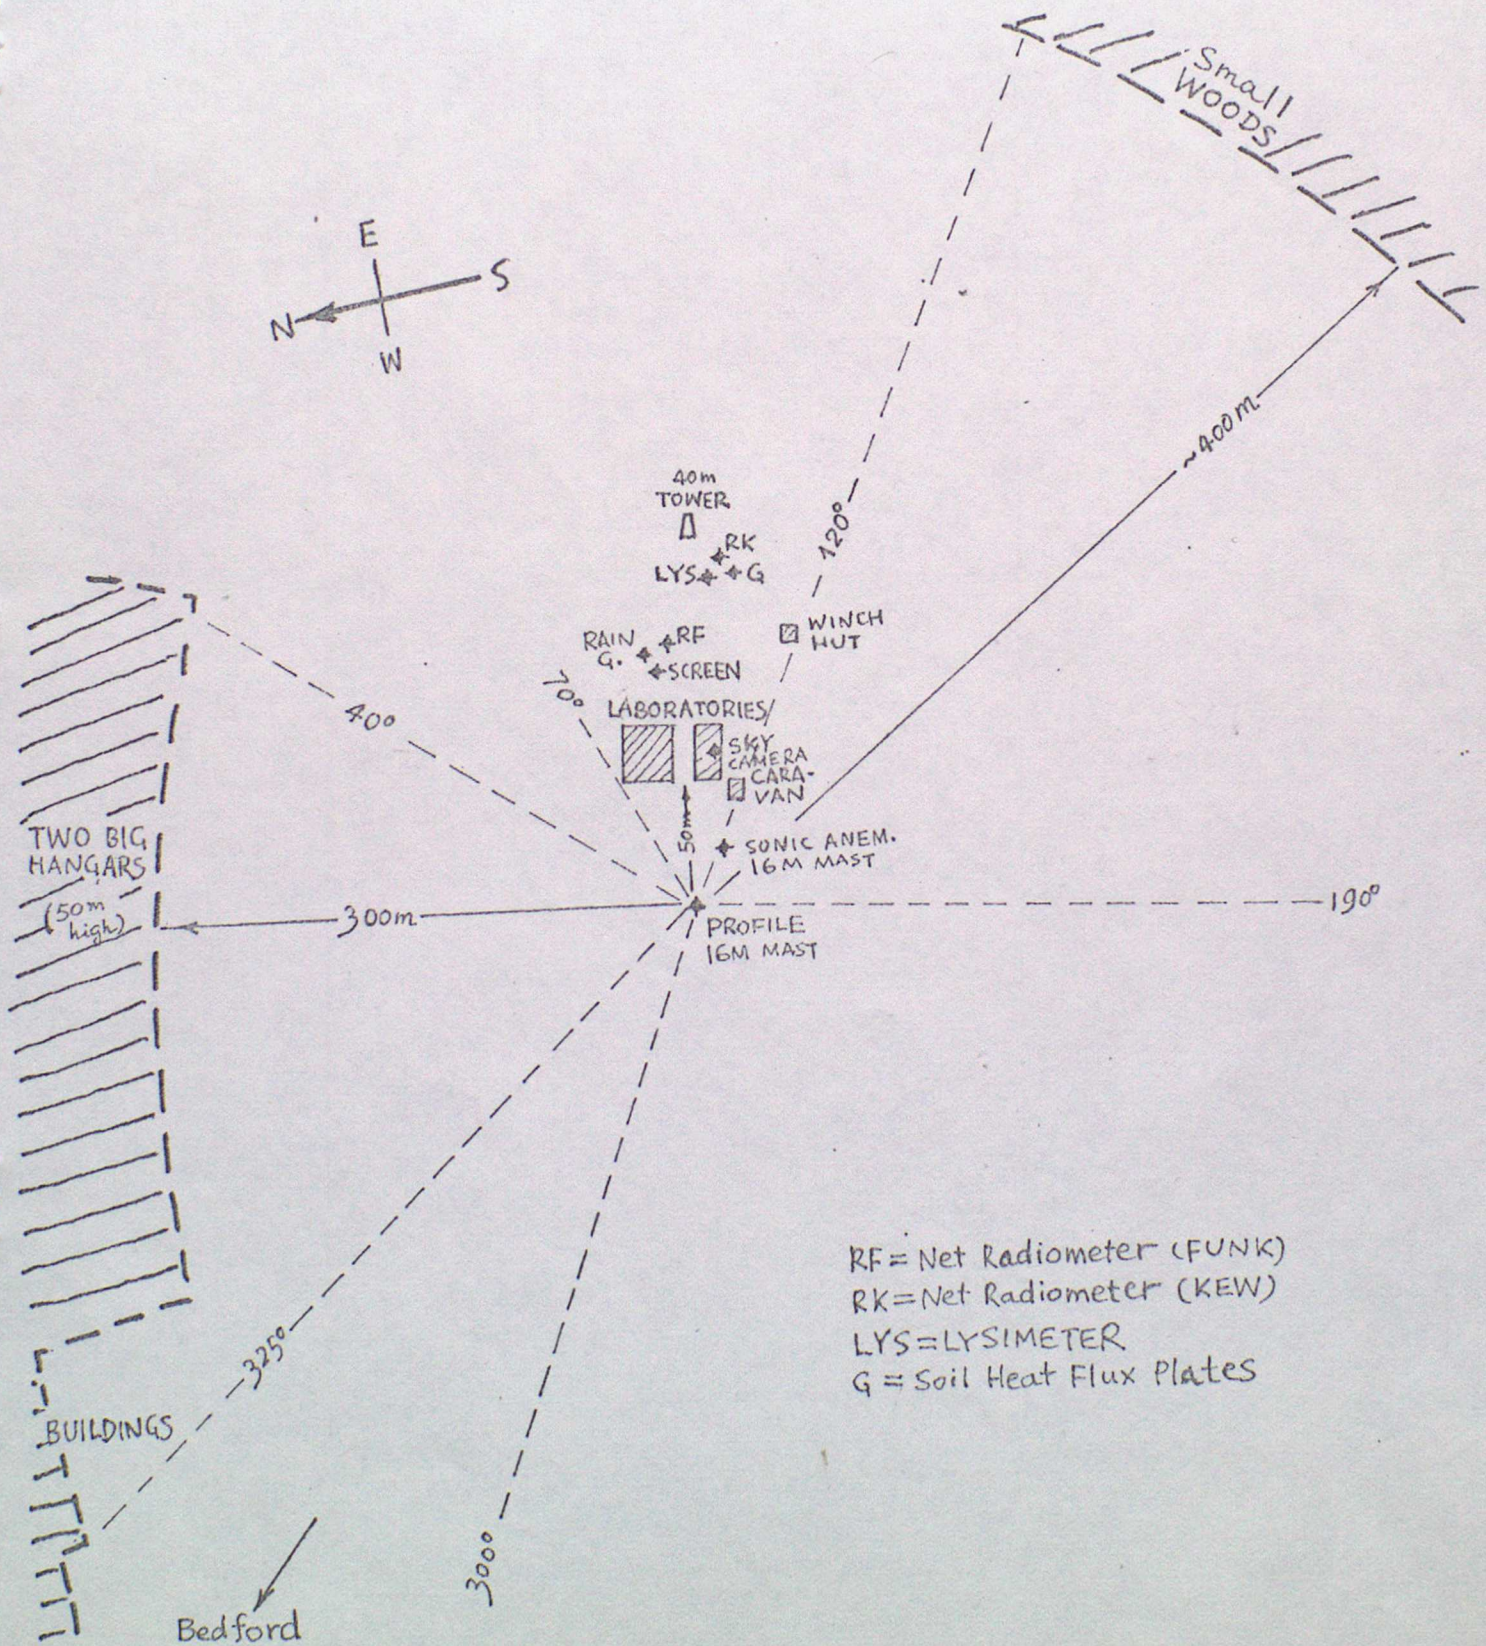 Small
WOODS
E
S
N
W
~400m
40m
TOWER
RK
LYS
G
120°
WINCH
HUT
RAIN
G.
RF
SCREEN
70°
LABORATORIES
40°
SKY
CAMERA
CARA-
VAN
50m
TWO BIG
HANGARS
(50m
high)
SONIC ANEM.
16M MAST
300m
190°
PROFILE
16M MAST
RF = Net Radiometer (FUNK)
RK = Net Radiometer (KEW)
LYS = LYSIMETER
G = Soil Heat Flux Plates
325°
BUILDINGS
300°
Bedford